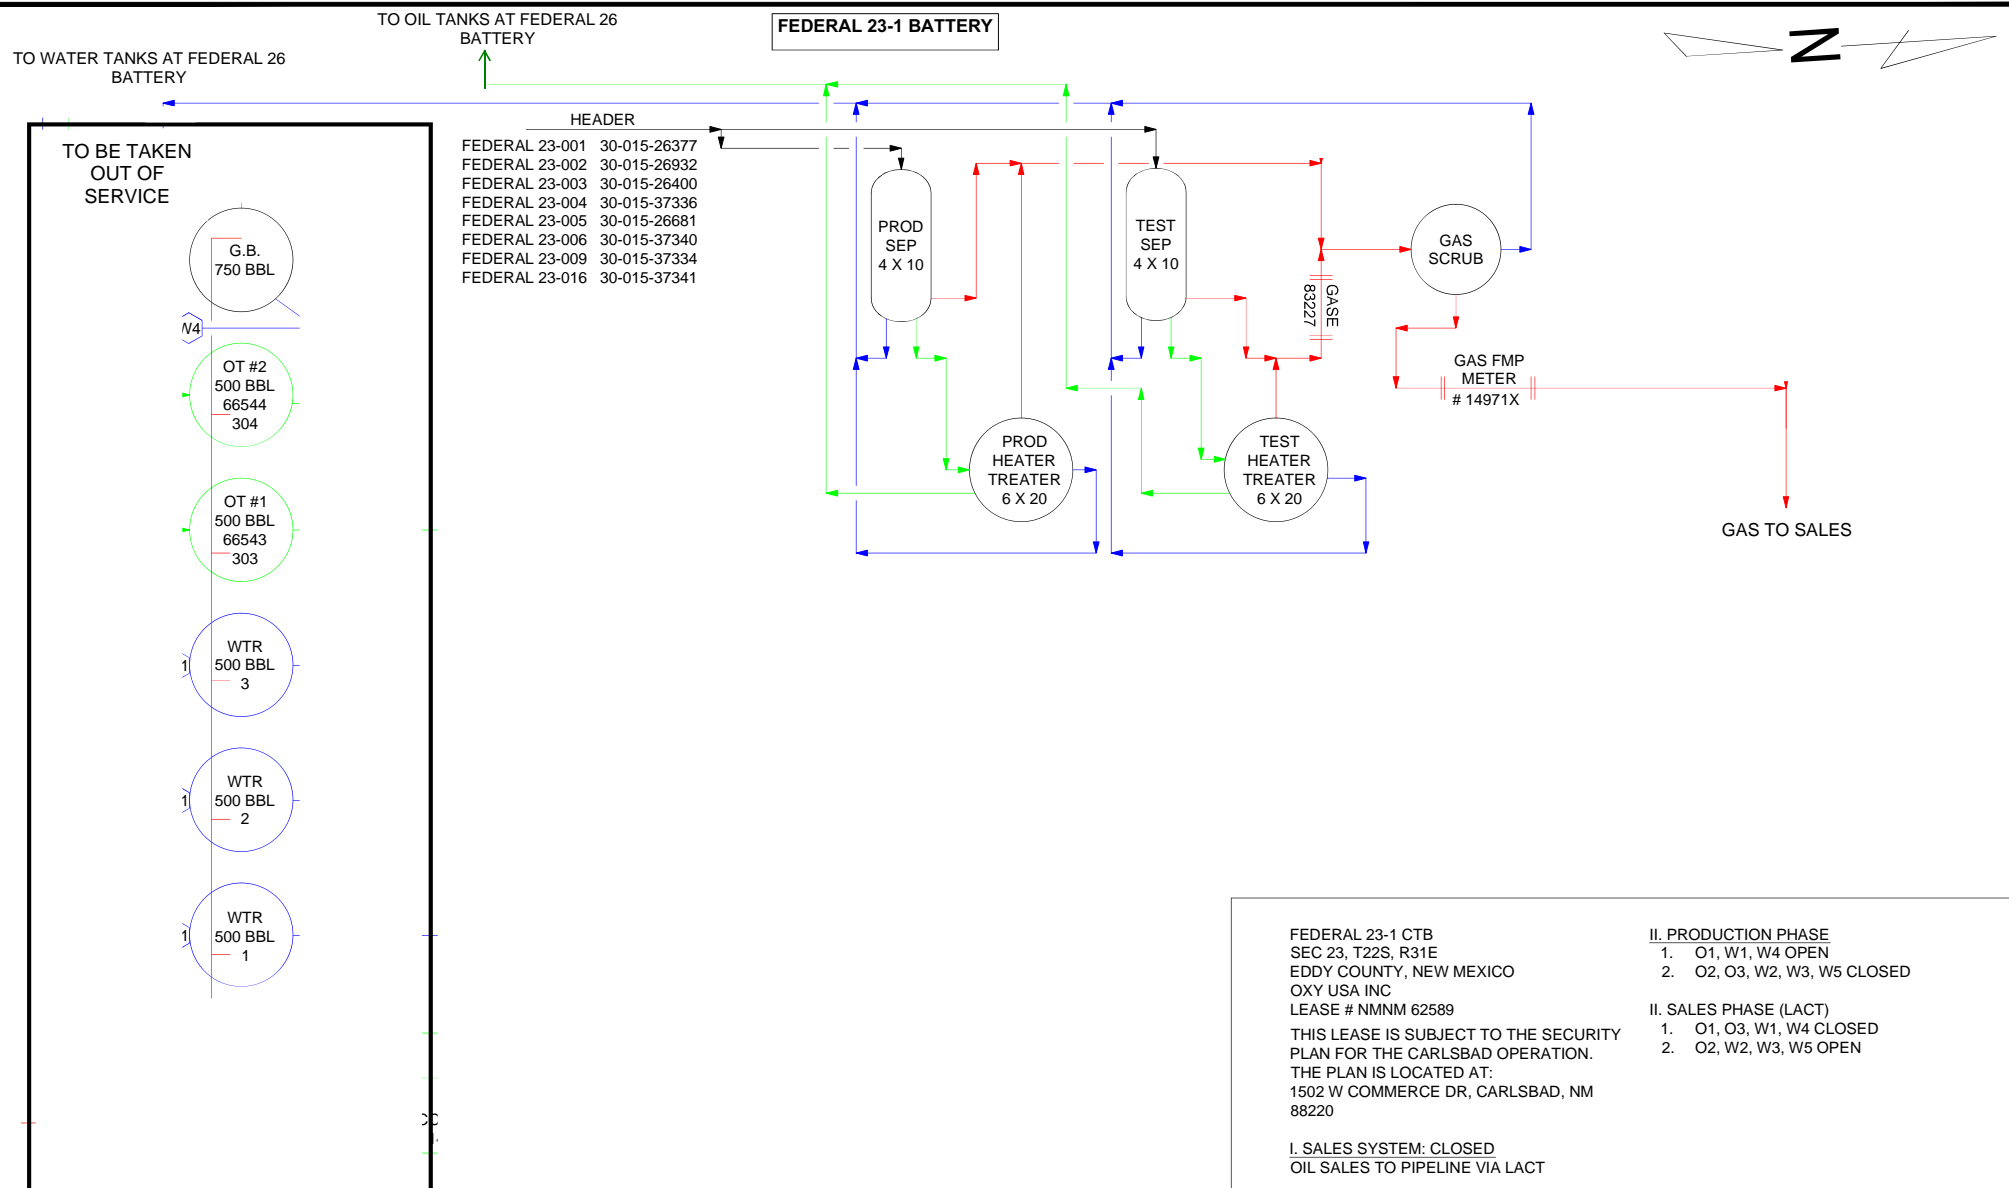 TO OIL TANKS AT FEDERAL 26
BATTERY
FEDERAL 23-1 BATTERY
N
TO WATER TANKS AT FEDERAL 26
BATTERY
TO BE TAKEN
OUT OF
SERVICE
G.B.
750 BBL
W4
OT #2
500 BBL
66544
304
OT #1
500 BBL
66543
303
WTR
500 BBL
3
1
WTR
500 BBL
2
1
WTR
500 BBL
1
1
HEADER
FEDERAL 23-001 30-015-26377
FEDERAL 23-002 30-015-26932
FEDERAL 23-003 30-015-26400
FEDERAL 23-004 30-015-37336
FEDERAL 23-005 30-015-26681
FEDERAL 23-006 30-015-37340
FEDERAL 23-009 30-015-37334
FEDERAL 23-016 30-015-37341
PROD
SEP
4 X 10
TEST
SEP
4 X 10
GAS
SCRUB
GASE
83227
GAS FMP
METER
# 14971X
PROD
HEATER
TREATER
6 X 20
TEST
HEATER
TREATER
6 X 20
GAS TO SALES
FEDERAL 23-1 CTB
SEC 23, T22S, R31E
EDDY COUNTY, NEW MEXICO
OXY USA INC
LEASE # NMNM 62589
THIS LEASE IS SUBJECT TO THE SECURITY
PLAN FOR THE CARLSBAD OPERATION.
THE PLAN IS LOCATED AT:
1502 W COMMERCE DR, CARLSBAD, NM
88220
I. SALES SYSTEM: CLOSED
OIL SALES TO PIPELINE VIA LACT
II. PRODUCTION PHASE
1. O1, W1, W4 OPEN
2. O2, O3, W2, W3, W5 CLOSED
II. SALES PHASE (LACT)
1. O1, O3, W1, W4 CLOSED
2. O2, W2, W3, W5 OPEN